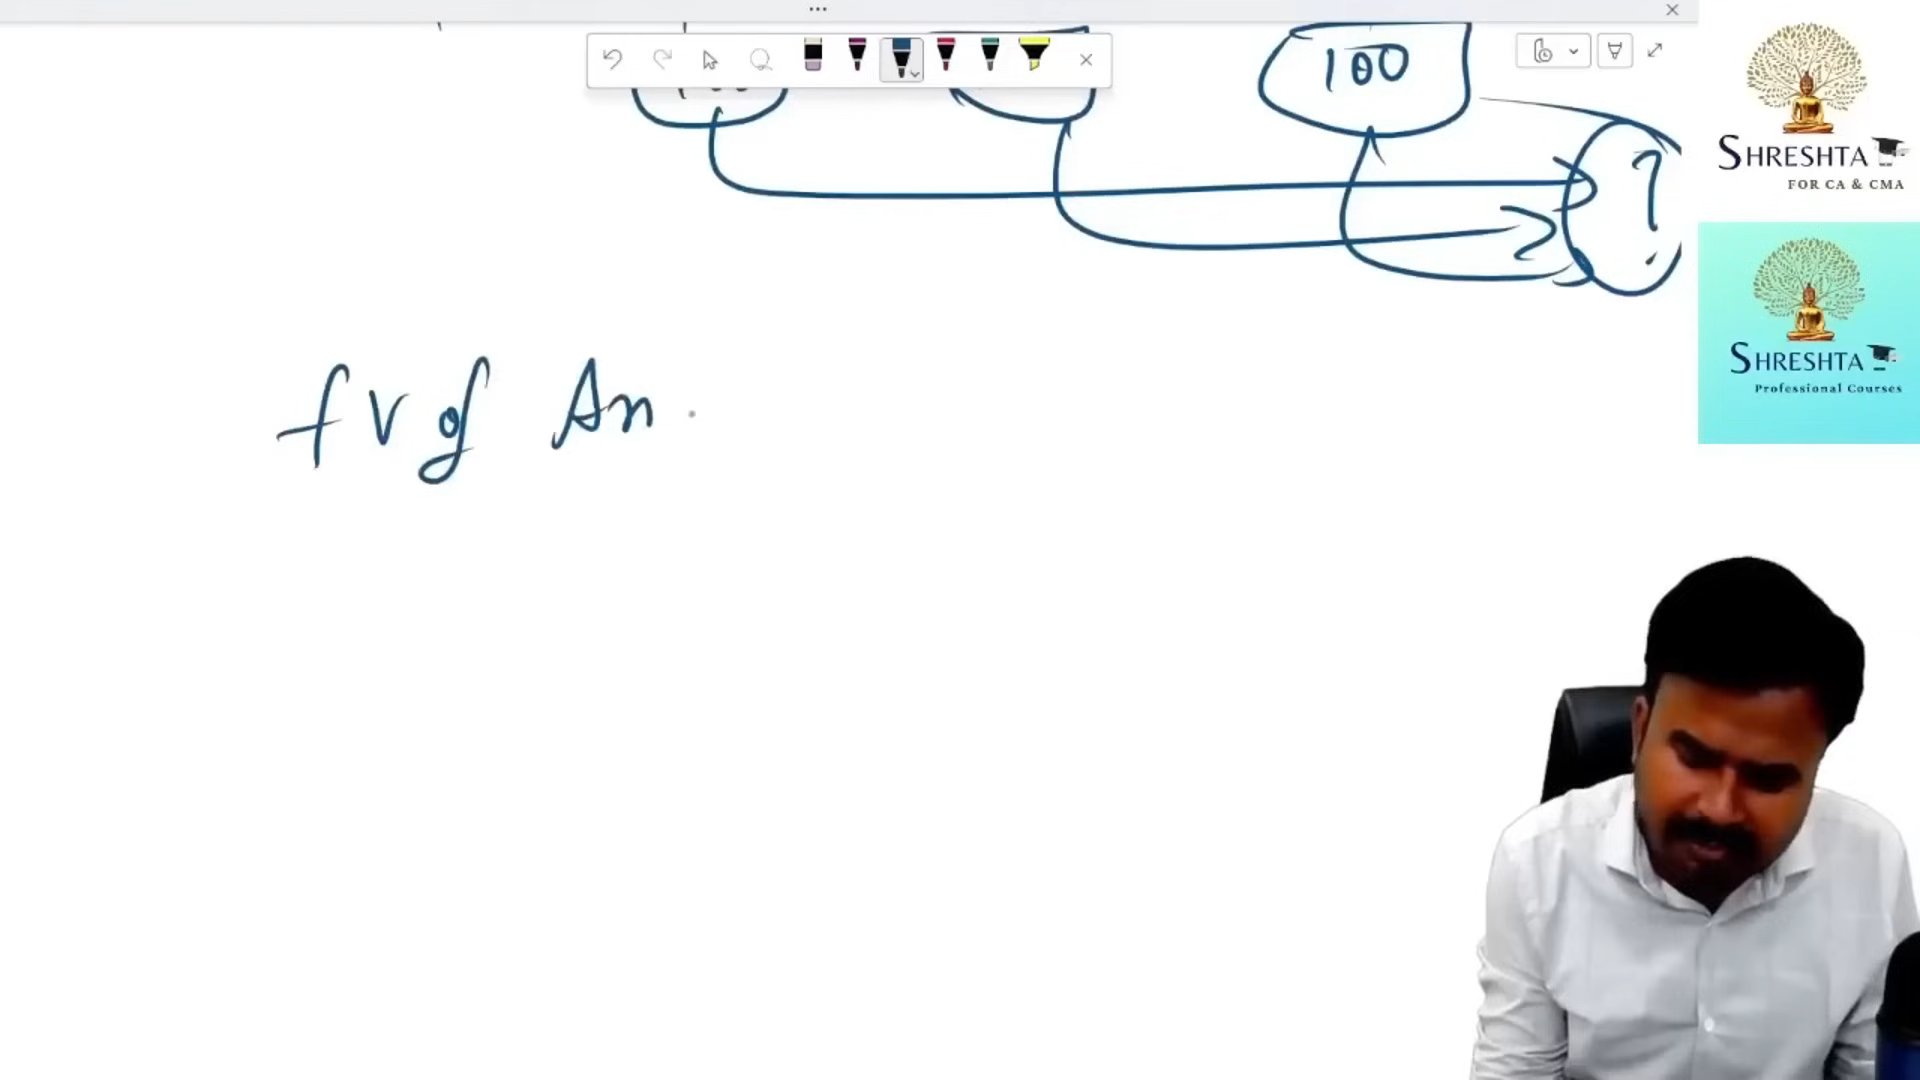 100
?
SHRESHTA
FOR CA & CMA
SHRESHTA
Professional Courses
fv of An